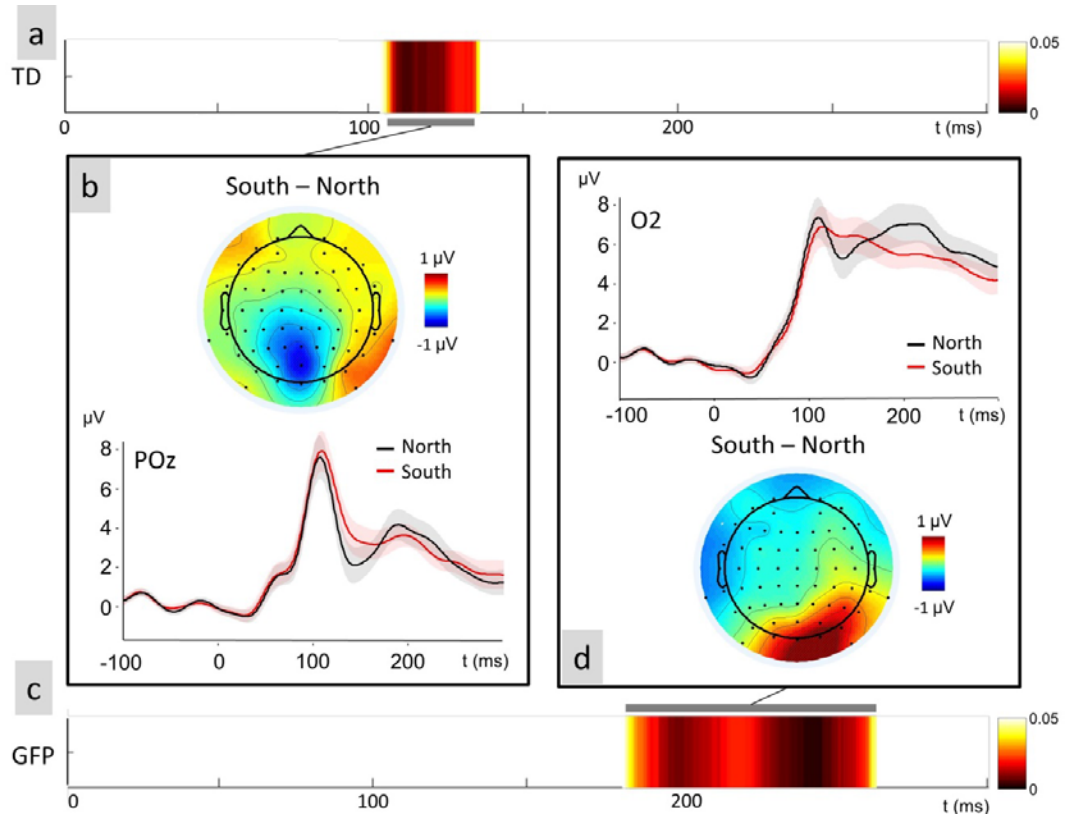 a
TD
0.05
0
0
100
200
t (ms)
b
South – North
1 µV
-1 µV
µV
8
6
4
2
0
POz
North
South
-100
0
100
200
t (ms)
µV
8
6
4
2
0
O2
North
South
-100
0
100
200
t (ms)
South – North
1 µV
-1 µV
d
c
GFP
0.05
0
0
100
200
t (ms)